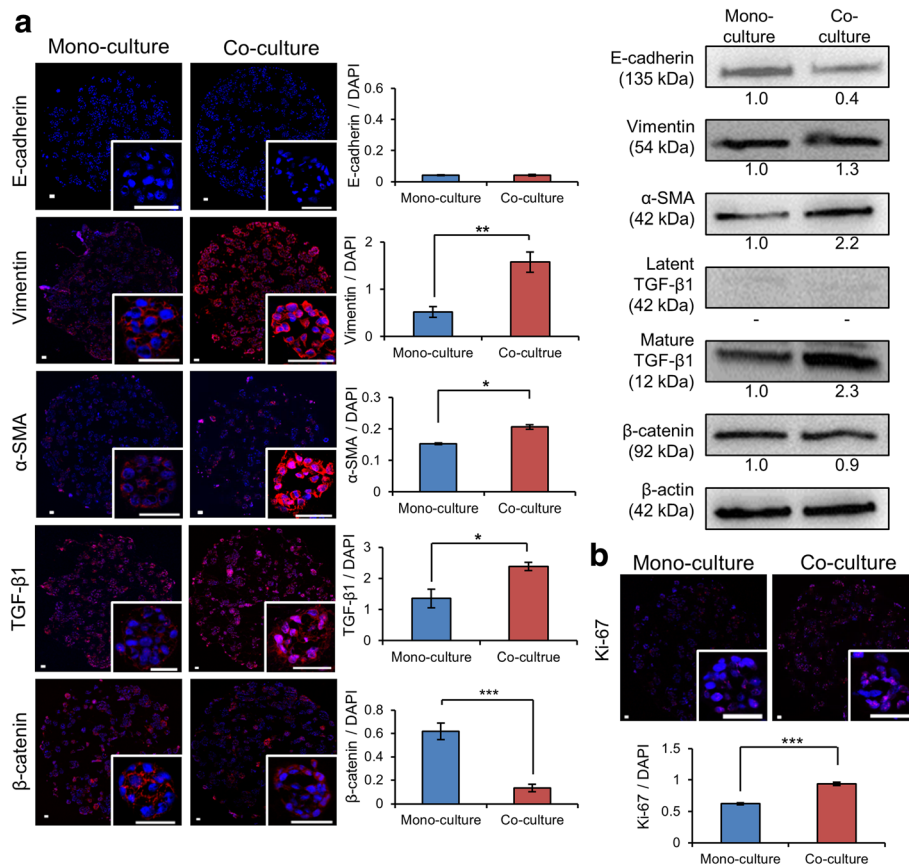 a
Mono-culture
Co-culture
E-cadherin
E-cadherin / DAPI
0.6
0.4
0.2
0
Mono-culture
Co-culture
Vimentin
Vimentin / DAPI
2
1
0
**
Mono-culture
Co-cultrue
α-SMA
α-SMA / DAPI
0.3
0.2
0.1
0
*
Mono-culture
Co-culture
TGF-β1
TGF-β1 / DAPI
3
2
1
0
*
Mono-culture
Co-cultrue
β-catenin
β-catenin / DAPI
0.8
0.6
0.4
0.2
0
***
Mono-culture
Co-culture
Mono-
culture
Co-
culture
E-cadherin
(135 kDa)
1.0
0.4
Vimentin
(54 kDa)
1.0
1.3
α-SMA
(42 kDa)
1.0
2.2
Latent
TGF-β1
(42 kDa)
-
-
Mature
TGF-β1
(12 kDa)
1.0
2.3
β-catenin
(92 kDa)
1.0
0.9
β-actin
(42 kDa)
b
Mono-culture
Co-culture
Ki-67
Ki-67 / DAPI
1.5
1
0.5
0
***
Mono-culture
Co-culture